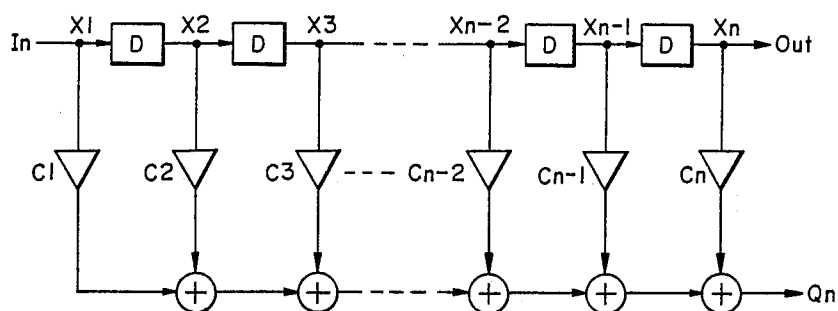 In X1 D X2 D X3 Xn-2 D Xn-1 D Xn Out
C1 C2 C3 Cn-2 Cn-1 Cn
+ + + + + Qn